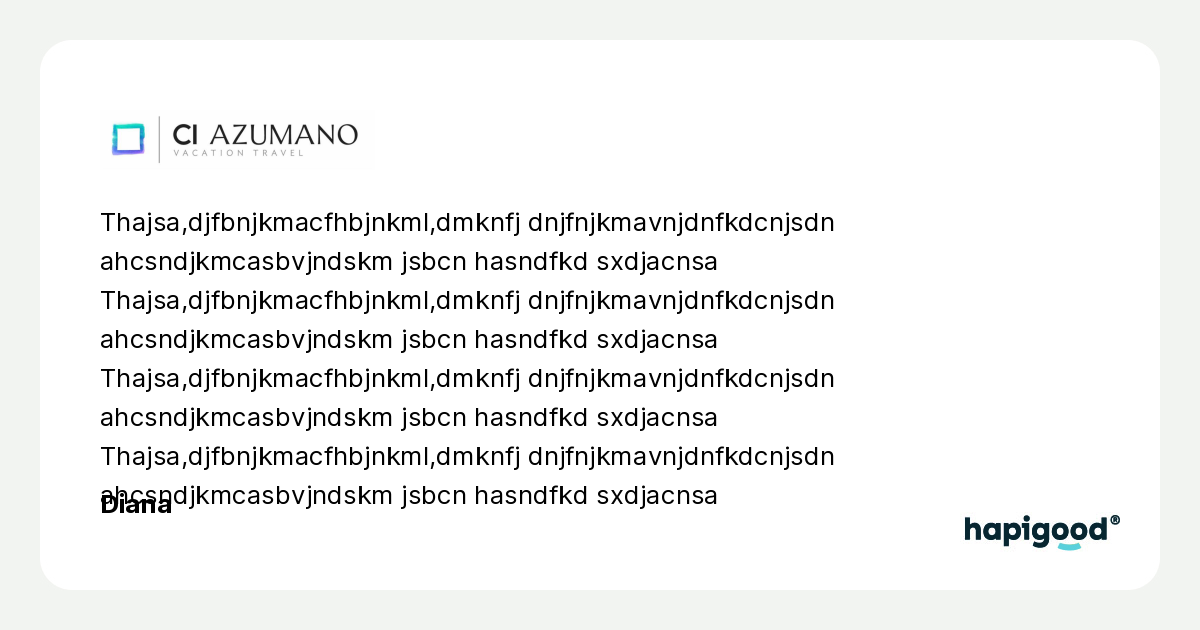 CI AZUMANO
VACATION TRAVEL
Thajsa,djfbnjkmacfhbjnkml,dmknfj dnjfnjkmavnjdnfkdcnjsdn
ahcsndjkmcasbvjndskm jsbcn hasndfkd sxdjacnsa
Thajsa,djfbnjkmacfhbjnkml,dmknfj dnjfnjkmavnjdnfkdcnjsdn
ahcsndjkmcasbvjndskm jsbcn hasndfkd sxdjacnsa
Thajsa,djfbnjkmacfhbjnkml,dmknfj dnjfnjkmavnjdnfkdcnjsdn
ahcsndjkmcasbvjndskm jsbcn hasndfkd sxdjacnsa
Thajsa,djfbnjkmacfhbjnkml,dmknfj dnjfnjkmavnjdnfkdcnjsdn
ahcsndjkmcasbvjndskm jsbcn hasndfkd sxdjacnsa
Diana
hapigood®